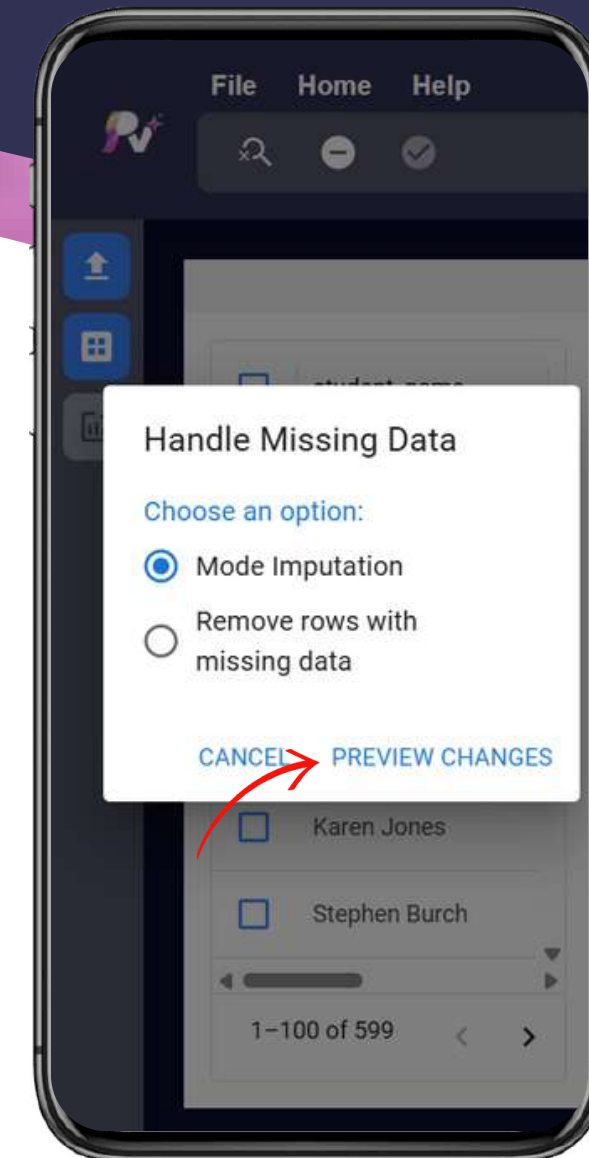 File Home Help
student_name
Handle Missing Data
Choose an option:
Mode Imputation
Remove rows with
missing data
CANCEL PREVIEW CHANGES
Karen Jones
Stephen Burch
1–100 of 599